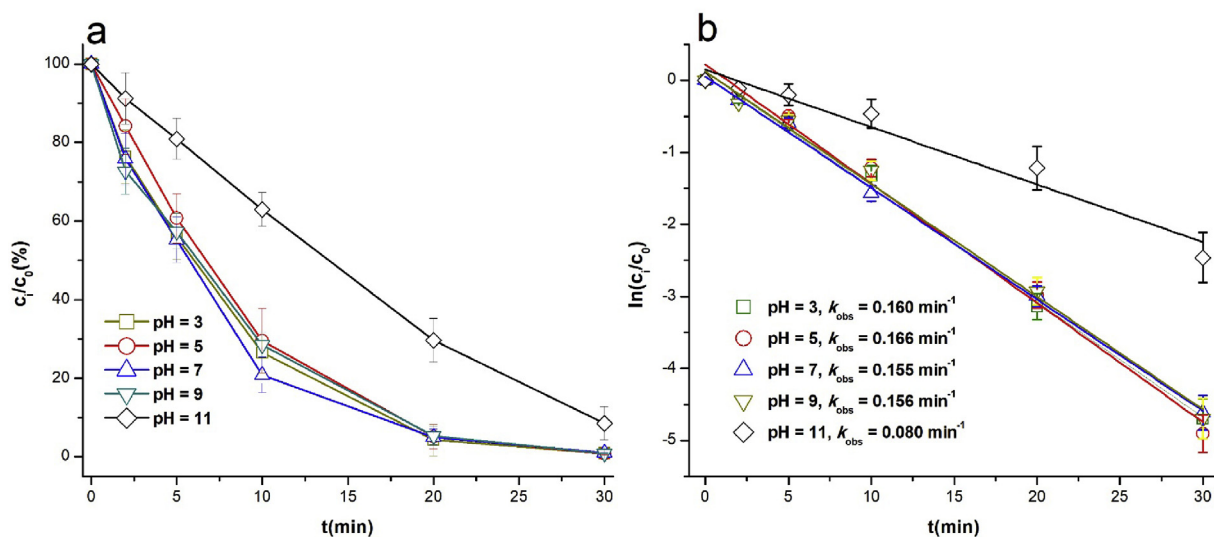 a
c_i/c_0(%)
100
80
60
40
20
0
pH = 3
pH = 5
pH = 7
pH = 9
pH = 11
0
5
10
15
20
25
30
t(min)
b
ln(c_i/c_0)
0
-1
-2
-3
-4
-5
pH = 3, k_obs = 0.160 min⁻¹
pH = 5, k_obs = 0.166 min⁻¹
pH = 7, k_obs = 0.155 min⁻¹
pH = 9, k_obs = 0.156 min⁻¹
pH = 11, k_obs = 0.080 min⁻¹
0
5
10
15
20
25
30
t(min)